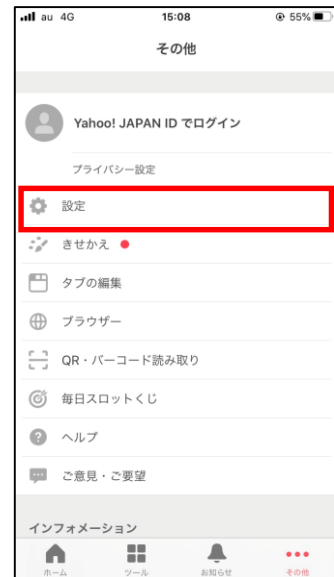 au 4G 15:08 55%
その他
Yahoo! JAPAN ID でログイン
プライバシー設定
設定
きせかえ
タブの編集
ブラウザー
QR・バーコード読み取り
毎日スロットくじ
ヘルプ
ご意見・ご要望
インフォメーション
ホーム ツール お知らせ その他